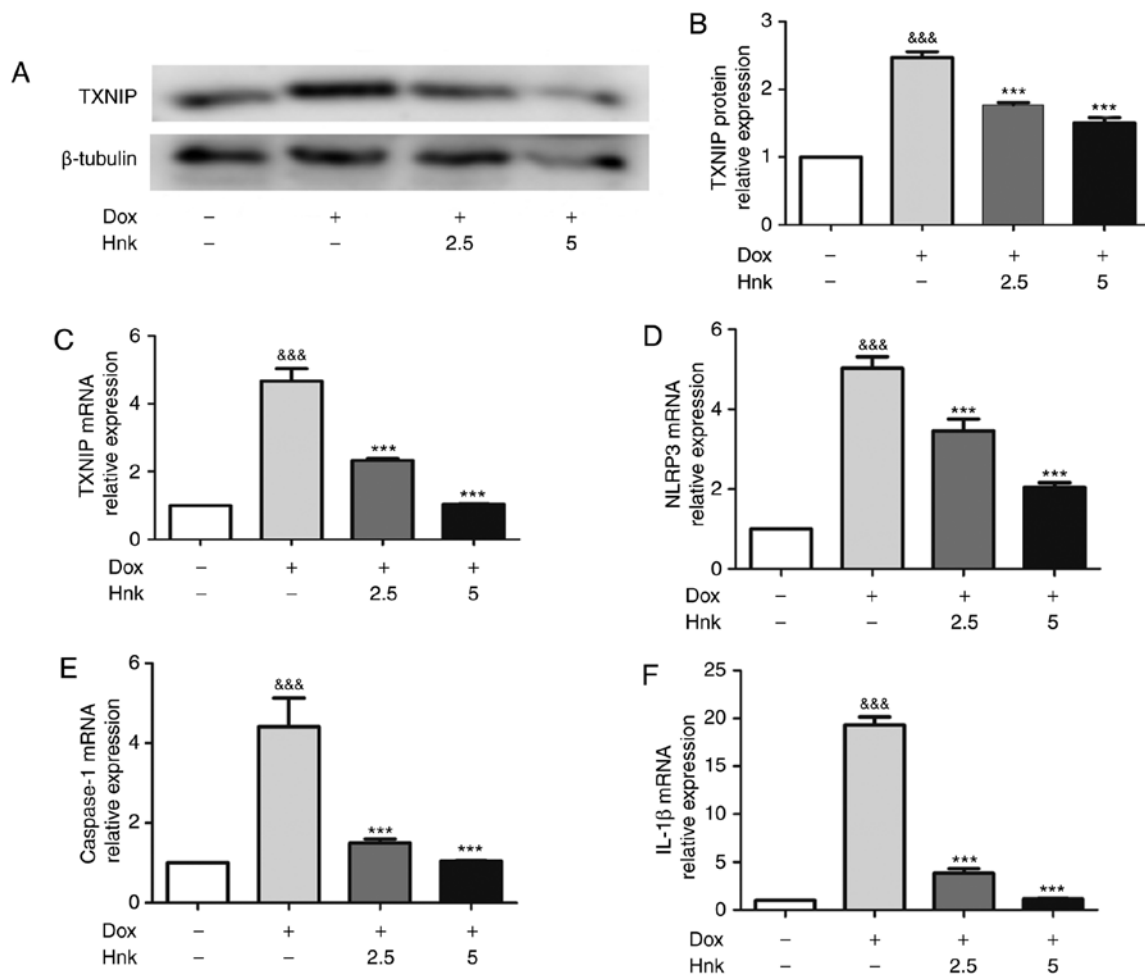 A
TXNIP
β-tubulin
Dox – + + +
Hnk – – 2.5 5
B
TXNIP protein
relative expression
3
2
1
0
&&&
***
***
Dox – + + +
Hnk – – 2.5 5
C
TXNIP mRNA
relative expression
6
4
2
0
&&&
***
***
Dox – + + +
Hnk – – 2.5 5
D
NLRP3 mRNA
relative expression
6
4
2
0
&&&
***
***
Dox – + + +
Hnk – – 2.5 5
E
Caspase-1 mRNA
relative expression
6
4
2
0
&&&
***
***
Dox – + + +
Hnk – – 2.5 5
F
IL-1β mRNA
relative expression
25
20
15
10
5
0
&&&
***
***
Dox – + + +
Hnk – – 2.5 5